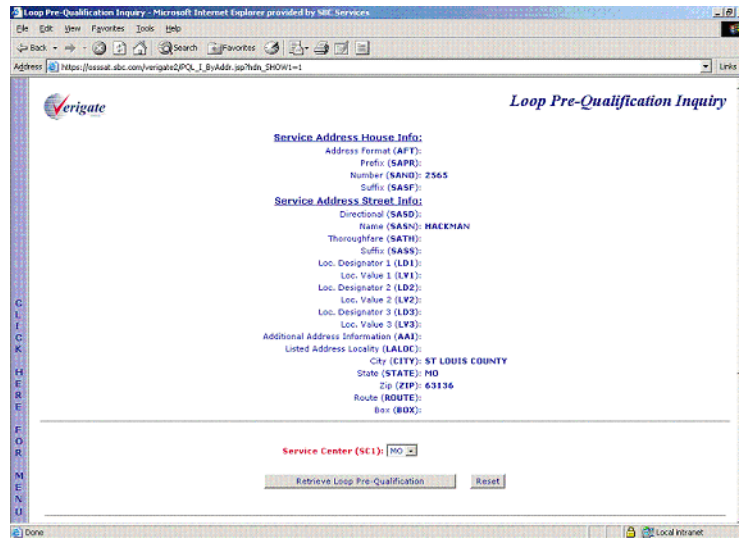 Loop Pre-Qualification Inquiry - Microsoft Internet Explorer provided by SBC Services
File Edit View Favorites Tools Help
Back Search Favorites
Address https://osssat.sbc.com/verigate2/PQL_I_ByAddr.jsp?hdn_SHOW1=1 Links
Verigate
Loop Pre-Qualification Inquiry
Service Address House Info:
Address Format (AFT):
Prefix (SAPR):
Number (SANO): 2565
Suffix (SASF):
Service Address Street Info:
Directional (SASD):
Name (SASN): HACKMAN
Thoroughfare (SATH):
Suffix (SASS):
Loc. Designator 1 (LD1):
Loc. Value 1 (LV1):
Loc. Designator 2 (LD2):
Loc. Value 2 (LV2):
Loc. Designator 3 (LD3):
Loc. Value 3 (LV3):
Additional Address Information (AAI):
Listed Address Locality (LALOC):
City (CITY): ST LOUIS COUNTY
State (STATE): MO
Zip (ZIP): 63136
Route (ROUTE):
Box (BOX):
CLICK HERE FOR MENU
Service Center (SC1): MO
Retrieve Loop Pre-Qualification Reset
Done Local intranet